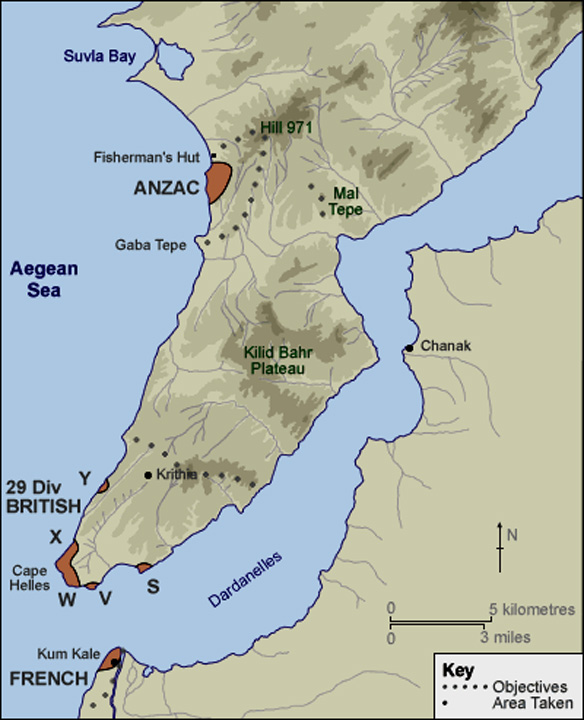 Suvla Bay
Hill 971
Fisherman's Hut
ANZAC
Mal
Tepe
Gaba Tepe
Aegean
Sea
Chanak
Kilid Bahr
Plateau
Krithia
Y
29 Div
BRITISH
X
Cape
Helles
W
V
S
Dardanelles
N
0
5 kilometres
0
3 miles
Kum Kale
FRENCH
Key
Objectives
Area Taken